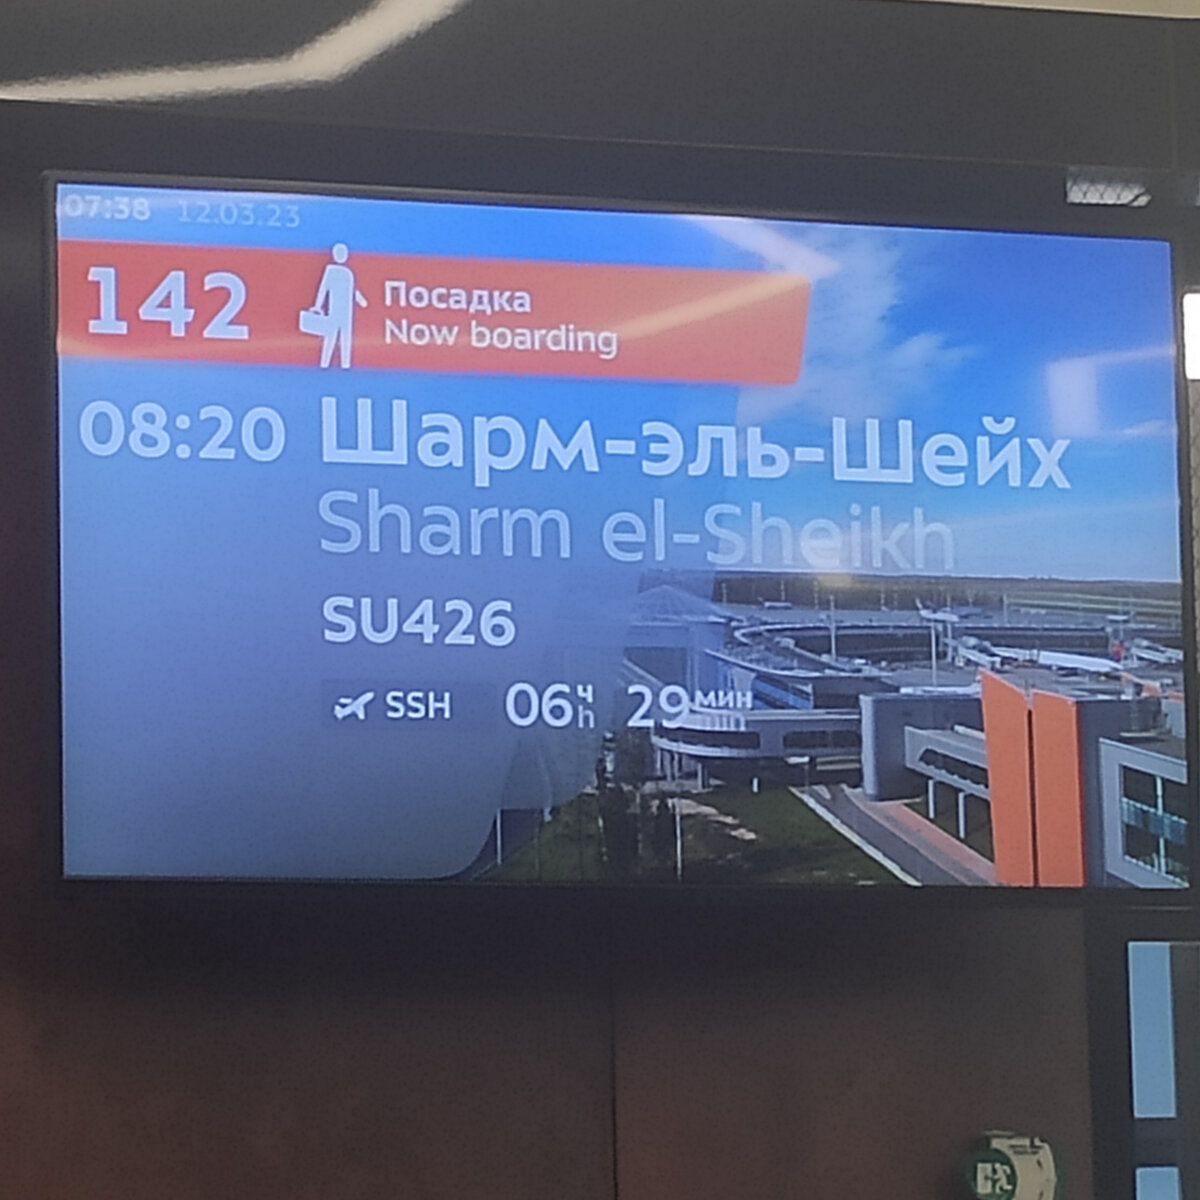 07:38 12.03.23
142 Посадка
Now boarding
08:20 Шарм-эль-Шейх
Sharm el-Sheikh
SU426
SSH 06 ч 29 мин
h